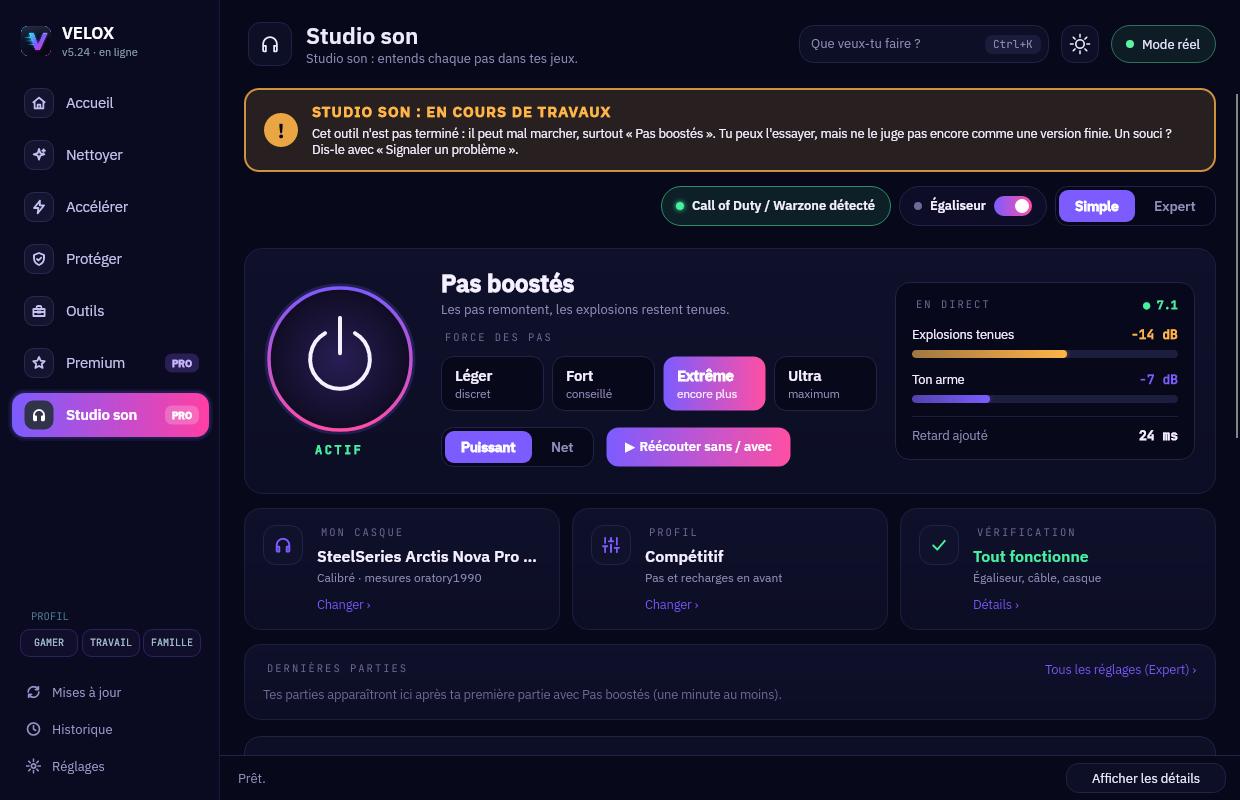 VELOX
v5.24 · en ligne
Accueil
Nettoyer
Accélérer
Protéger
Outils
Premium PRO
Studio son PRO
PROFIL
GAMER TRAVAIL FAMILLE
Mises à jour
Historique
Réglages
Studio son
Studio son : entends chaque pas dans tes jeux.
Que veux-tu faire ? Ctrl+K
Mode réel
STUDIO SON : EN COURS DE TRAVAUX
Cet outil n'est pas terminé : il peut mal marcher, surtout « Pas boostés ». Tu peux l'essayer, mais ne le juge pas encore comme une version finie. Un souci ?
Dis-le avec « Signaler un problème ».
Call of Duty / Warzone détecté
Égaliseur
Simple Expert
ACTIF
Pas boostés
Les pas remontent, les explosions restent tenues.
FORCE DES PAS
Léger Fort Extrême Ultra
discret conseillé encore plus maximum
Puissant Net ▶ Réécouter sans / avec
EN DIRECT 7.1
Explosions tenues -14 dB
Ton arme -7 dB
Retard ajouté 24 ms
MON CASQUE
SteelSeries Arctis Nova Pro ...
Calibré · mesures oratory1990
Changer ›
PROFIL
Compétitif
Pas et recharges en avant
Changer ›
VÉRIFICATION
Tout fonctionne
Égaliseur, câble, casque
Détails ›
DERNIÈRES PARTIES Tous les réglages (Expert) ›
Tes parties apparaîtront ici après ta première partie avec Pas boostés (une minute au moins).
Prêt. Afficher les détails